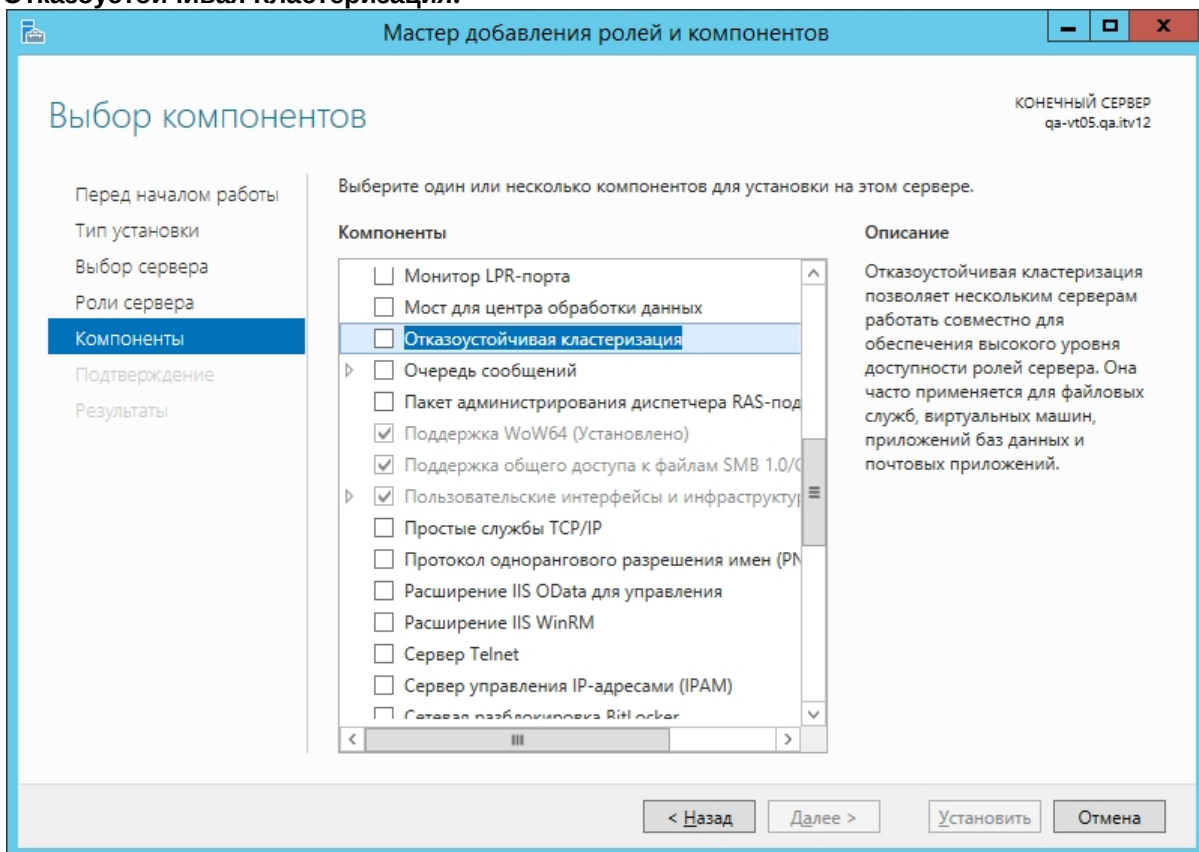 Отказоустойчивая кластеризация.
Мастер добавления ролей и компонентов
Выбор компонентов
КОНЕЧНЫЙ СЕРВЕР
qa-vt05.qa.itv12
Перед началом работы
Тип установки
Выбор сервера
Роли сервера
Компоненты
Подтверждение
Результаты
Выберите один или несколько компонентов для установки на этом сервере.
Компоненты
Монитор LPR-порта
Мост для центра обработки данных
Отказоустойчивая кластеризация
Очередь сообщений
Пакет администрирования диспетчера RAS-под
Поддержка WoW64 (Установлено)
Поддержка общего доступа к файлам SMB 1.0/C
Пользовательские интерфейсы и инфраструктур
Простые службы TCP/IP
Протокол однорангового разрешения имен (PN
Расширение IIS OData для управления
Расширение IIS WinRM
Сервер Telnet
Сервер управления IP-адресами (IPAM)
Сетевая разблокировка BitLocker
Описание
Отказоустойчивая кластеризация
позволяет нескольким серверам
работать совместно для
обеспечения высокого уровня
доступности ролей сервера. Она
часто применяется для файловых
служб, виртуальных машин,
приложений баз данных и
почтовых приложений.
< Назад
Далее >
Установить
Отмена